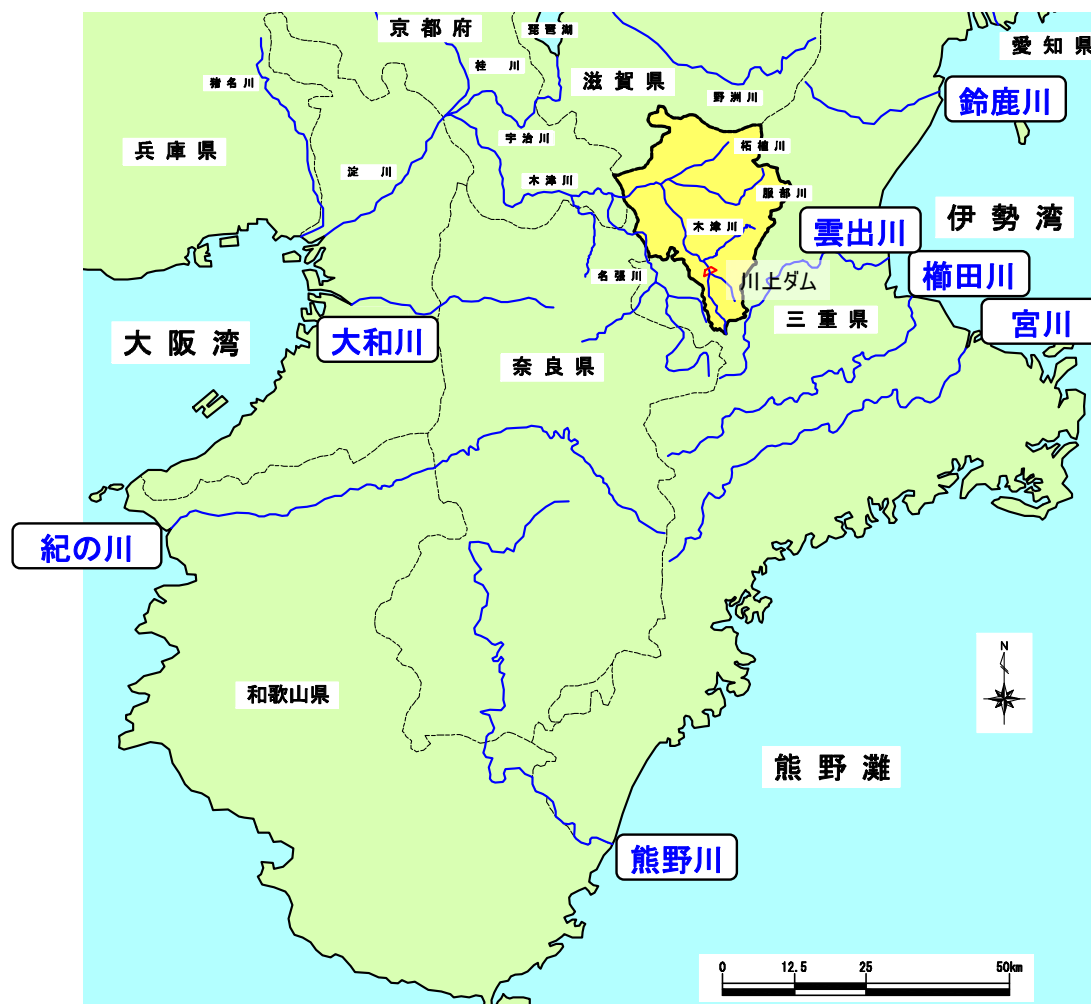 京都府
琵琶湖
愛知県
桂川
滋賀県
猪名川
野洲川
鈴鹿川
兵庫県
宇治川
柘植川
淀川
木津川
服部川
伊勢湾
木津川
雲出川
名張川
川上ダム
櫛田川
三重県
宮川
大阪湾
大和川
奈良県
紀の川
N
和歌山県
熊野灘
熊野川
0 12.5 25 50km